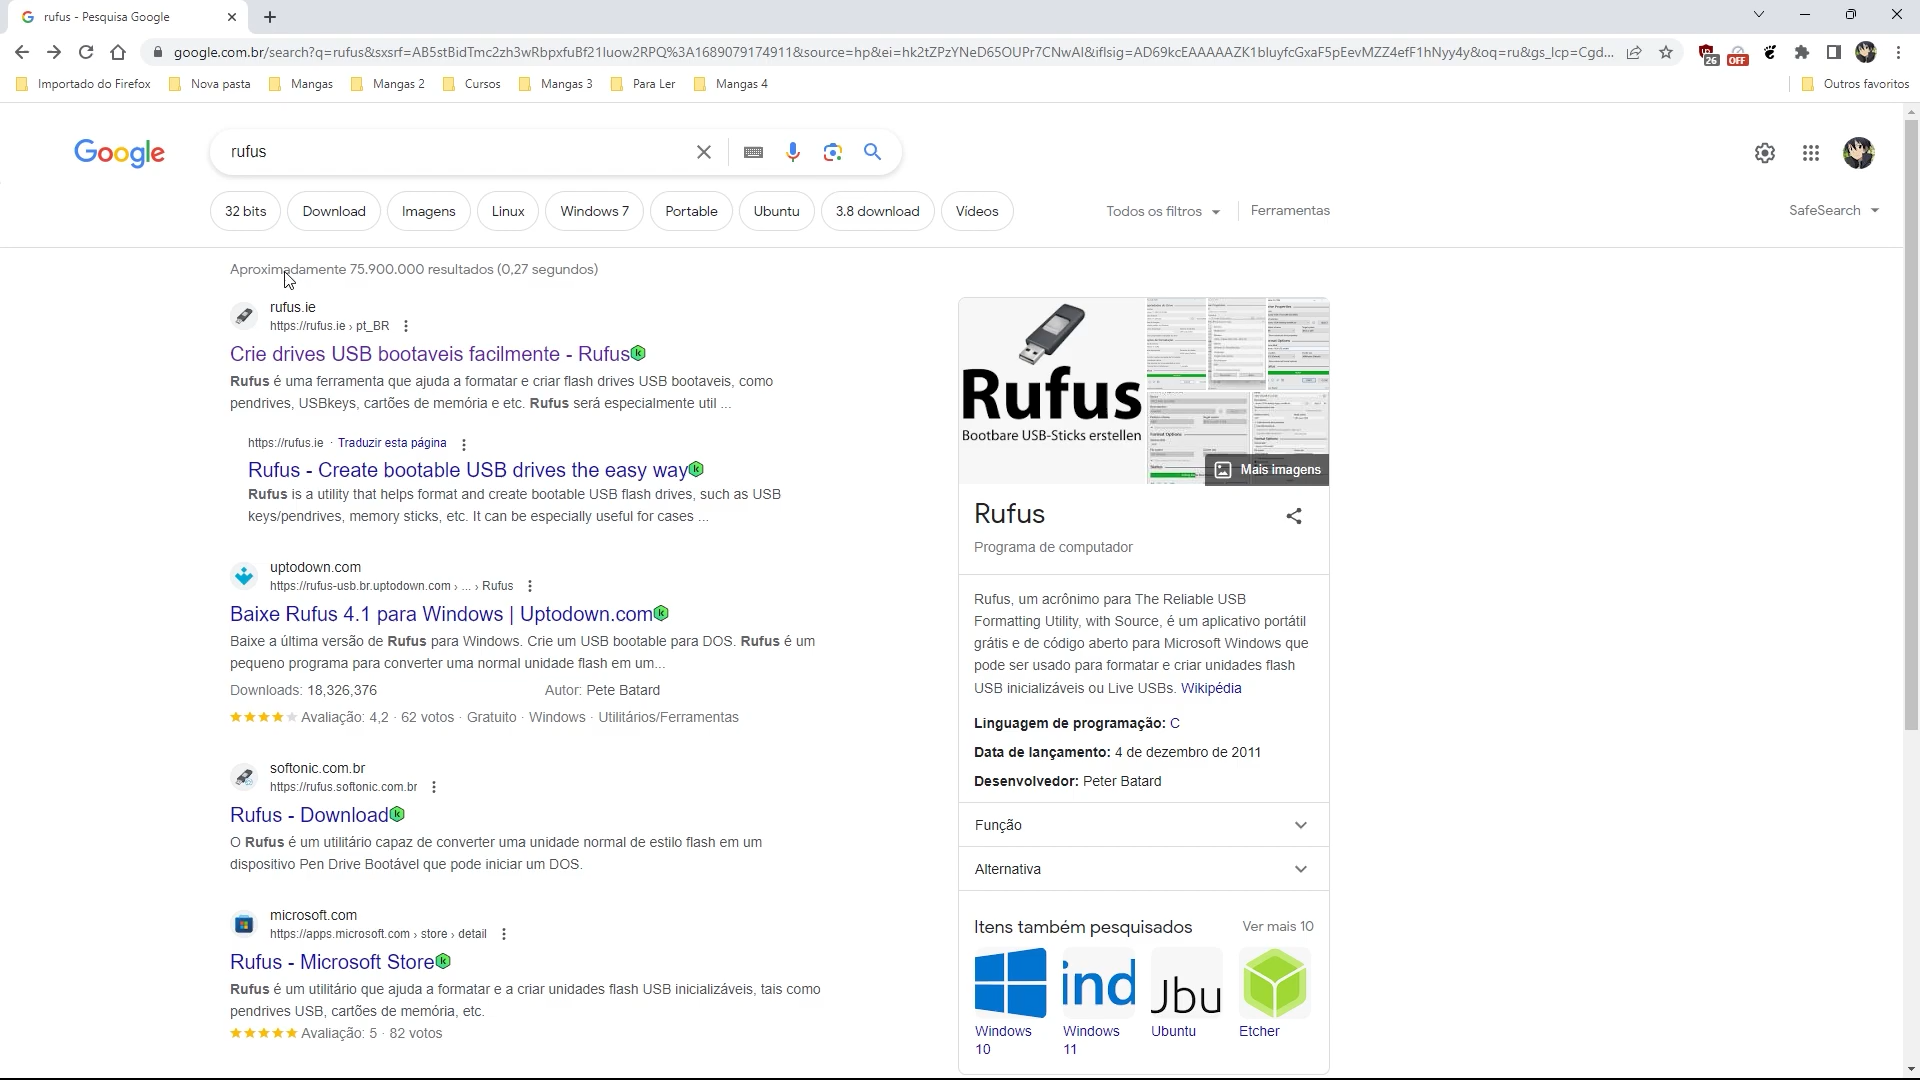 rufus - Pesquisa Google
google.com.br/search?q=rufus&sxsrf=AB5stBidTmc2zh3wRbpxfuBf21luow2RPQ%3A1689079174911&source=hp&ei=hk2tZPzYNeD65OUPr7CNwAI&iflsig=AD69kcEAAAAAZK1bluyfcGxaF5pEevMZZ4efF1hNyy4y&oq=ru&gs_lcp=Cgd...
26
OFF
Importado do Firefox
Nova pasta
Mangas
Mangas 2
Cursos
Mangas 3
Para Ler
Mangas 4
Outros favoritos
Google
rufus
32 bits
Download
Imagens
Linux
Windows 7
Portable
Ubuntu
3.8 download
Vídeos
Todos os filtros
Ferramentas
SafeSearch
Aproximadamente 75.900.000 resultados (0,27 segundos)
rufus.ie
https://rufus.ie › pt_BR
Crie drives USB bootaveis facilmente - Rufus
Rufus é uma ferramenta que ajuda a formatar e criar flash drives USB bootaveis, como
pendrives, USBkeys, cartões de memória e etc. Rufus será especialmente util ...
https://rufus.ie · Traduzir esta página
Rufus - Create bootable USB drives the easy way
Rufus is a utility that helps format and create bootable USB flash drives, such as USB
keys/pendrives, memory sticks, etc. It can be especially useful for cases ...
uptodown.com
https://rufus-usb.br.uptodown.com › ... › Rufus
Baixe Rufus 4.1 para Windows | Uptodown.com
Baixe a última versão de Rufus para Windows. Crie um USB bootable para DOS. Rufus é um
pequeno programa para converter uma normal unidade flash em um...
Downloads: 18,326,376
Autor: Pete Batard
Avaliação: 4,2 · 62 votos · Gratuito · Windows · Utilitários/Ferramentas
softonic.com.br
https://rufus.softonic.com.br
Rufus - Download
O Rufus é um utilitário capaz de converter uma unidade normal de estilo flash em um
dispositivo Pen Drive Bootável que pode iniciar um DOS.
microsoft.com
https://apps.microsoft.com › store › detail
Rufus - Microsoft Store
Rufus é um utilitário que ajuda a formatar e a criar unidades flash USB inicializáveis, tais como
pendrives USB, cartões de memória, etc.
Avaliação: 5 · 82 votos
Rufus
Bootbare USB-Sticks erstellen
Mais imagens
Rufus
Programa de computador
Rufus, um acrônimo para The Reliable USB
Formatting Utility, with Source, é um aplicativo portátil
grátis e de código aberto para Microsoft Windows que
pode ser usado para formatar e criar unidades flash
USB inicializáveis ou Live USBs. Wikipédia
Linguagem de programação: C
Data de lançamento: 4 de dezembro de 2011
Desenvolvedor: Peter Batard
Função
Alternativa
Itens também pesquisados
Ver mais 10
ind
Jbu
Windows
10
Windows
11
Ubuntu
Etcher